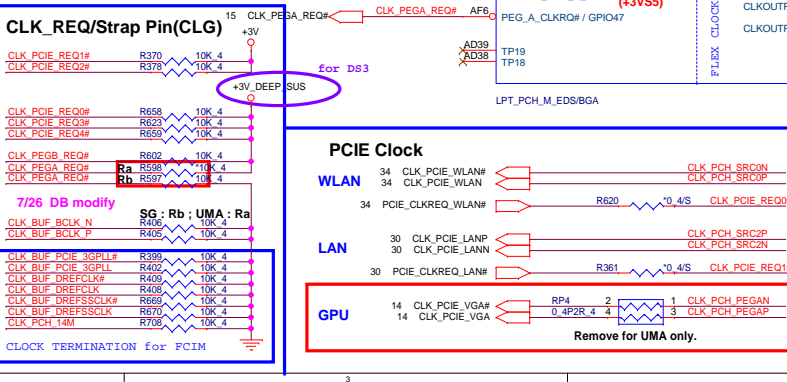 CLK_REQ/Strap Pin(CLG)
15 CLK_PEGA_REQ#
CLK_PEGA_REQ# AF6
PEG_A_CLKRQ# / GPIO47
(+3VS5)
CLKOUT
CLKOUT
FLEX CLOCK
AD39 TP19
AD38 TP18
LPT_PCH_M_EDS/BGA
+3V
CLK_PCIE_REQ1# R370 10K_4
CLK_PCIE_REQ2# R378 10K_4
for DS3
+3V_DEEP_SUS
CLK_PCIE_REQ0# R658 10K_4
CLK_PCIE_REQ3# R623 10K_4
CLK_PCIE_REQ4# R659 10K_4
CLK_PEGB_REQ# R602 10K_4
CLK_PEGA_REQ# Ra R598 *10K_4
CLK_PEGA_REQ# Rb R597 10K_4
7/26 DB modify
SG : Rb ; UMA : Ra
CLK_BUF_BCLK_N R406 10K_4
CLK_BUF_BCLK_P R405 10K_4
CLK_BUF_PCIE_3GPLL# R399 10K_4
CLK_BUF_PCIE_3GPLL R402 10K_4
CLK_BUF_DREFCLK# R409 10K_4
CLK_BUF_DREFCLK R408 10K_4
CLK_BUF_DREFSSCLK# R669 10K_4
CLK_BUF_DREFSSCLK R670 10K_4
CLK_PCH_14M R708 10K_4
CLOCK TERMINATION for FCIM
PCIE Clock
WLAN
34 CLK_PCIE_WLAN# CLK_PCH_SRC0N
34 CLK_PCIE_WLAN CLK_PCH_SRC0P
34 PCIE_CLKREQ_WLAN# R620 *0_4/S CLK_PCIE_REQ0
LAN
30 CLK_PCIE_LANP CLK_PCH_SRC2P
30 CLK_PCIE_LANN CLK_PCH_SRC2N
30 PCIE_CLKREQ_LAN# R361 *0_4/S CLK_PCIE_REQ1
GPU
14 CLK_PCIE_VGA# RP4 2 1 CLK_PCH_PEGAN
14 CLK_PCIE_VGA 0_4P2R_4 4 3 CLK_PCH_PEGAP
Remove for UMA only.
3